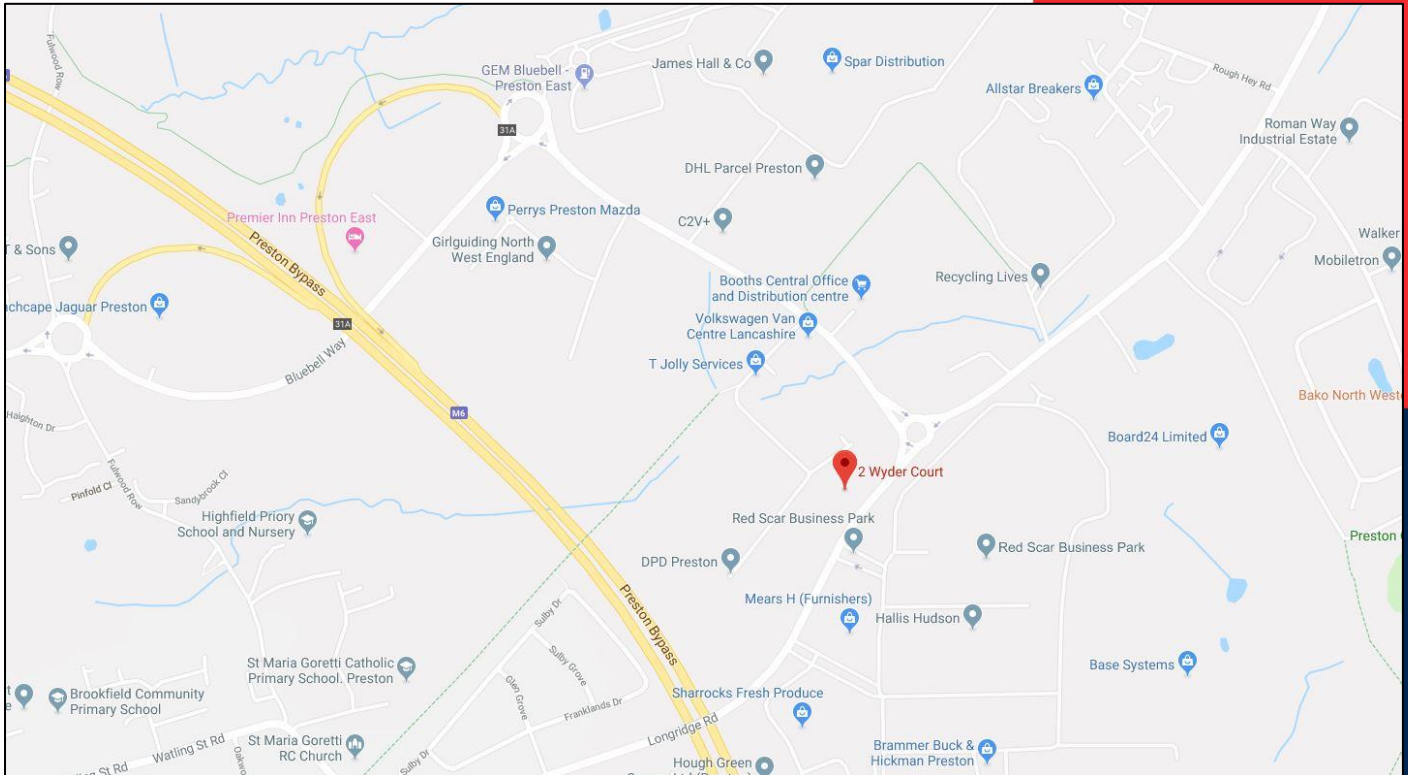 Fulwood Row
GEM Bluebell -
Preston East
James Hall & Co
Spar Distribution
Allstar Breakers
Rough Hey Rd
Roman Way
Industrial Estate
31A
DHL Parcel Preston
Premier Inn Preston East
Perrys Preston Mazda
C2V+
Girlguiding North
West England
T & Sons
Preston Bypass
Walker
Mobiletron
Recycling Lives
Booths Central Office
and Distribution centre
Volkswagen Van
Centre Lancashire
chcape Jaguar Preston
31A
Bluebell Way
T Jolly Services
Bako North West
M6
Haighton Dr
Board24 Limited
Fulwood Row
Pinfold Cl
Sandybrook Cl
2 Wyder Court
Highfield Priory
School and Nursery
Red Scar Business Park
Red Scar Business Park
Preston
DPD Preston
Preston Bypass
Mears H (Furnishers)
Hallis Hudson
Sulby Dr
Sulby Grove
Glen Grove
Franklands Dr
St Maria Goretti Catholic
Primary School. Preston
Base Systems
Brookfield Community
Primary School
Sharrocks Fresh Produce
Longridge Rd
Watling St Rd
St Maria Goretti
RC Church
Sulby Dr
Brammer Buck &
Hickman Preston
Hough Green